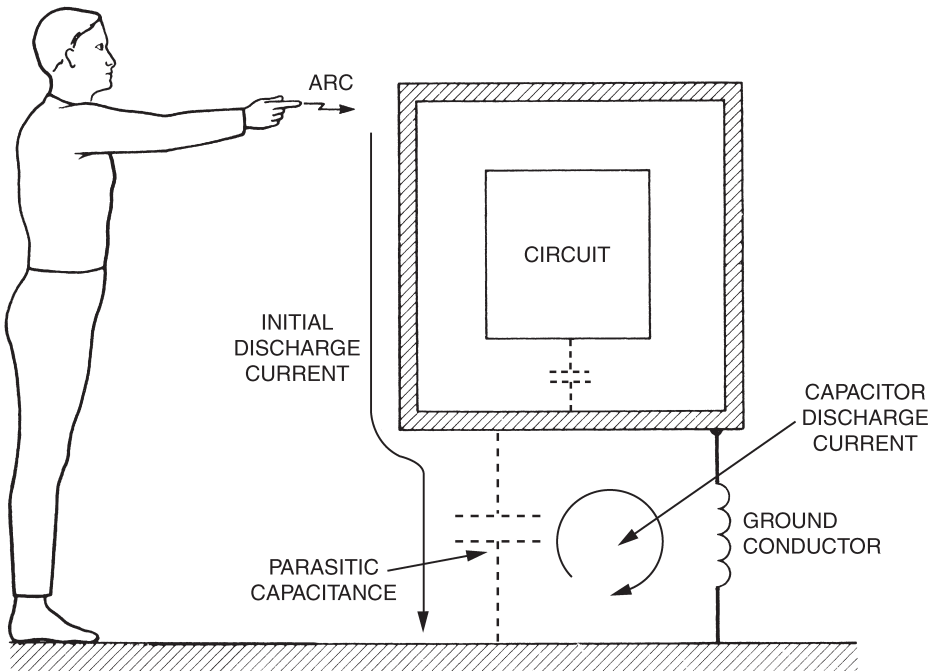 ARC
CIRCUIT
INITIAL
DISCHARGE
CURRENT
CAPACITOR
DISCHARGE
CURRENT
GROUND
CONDUCTOR
PARASITIC
CAPACITANCE